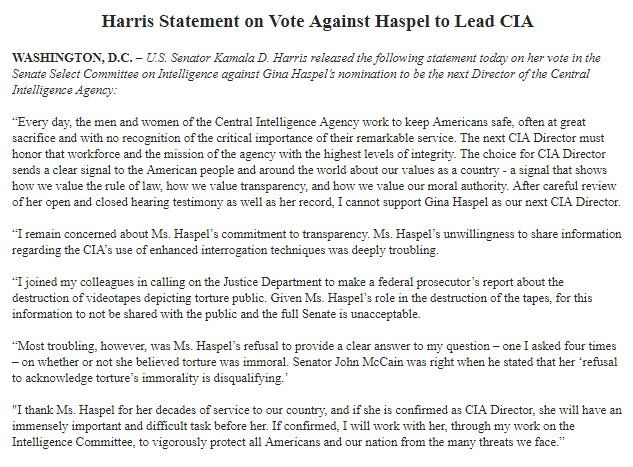 Harris Statement on Vote Against Haspel to Lead CIA
WASHINGTON, D.C. – U.S. Senator Kamala D. Harris released the following statement today on her vote in the
Senate Select Committee on Intelligence against Gina Haspel's nomination to be the next Director of the Central
Intelligence Agency:
“Every day, the men and women of the Central Intelligence Agency work to keep Americans safe, often at great
sacrifice and with no recognition of the critical importance of their remarkable service. The next CIA Director must
honor that workforce and the mission of the agency with the highest levels of integrity. The choice for CIA Director
sends a clear signal to the American people and around the world about our values as a country - a signal that shows
how we value the rule of law, how we value transparency, and how we value our moral authority. After careful review
of her open and closed hearing testimony as well as her record, I cannot support Gina Haspel as our next CIA Director.
“I remain concerned about Ms. Haspel’s commitment to transparency. Ms. Haspel’s unwillingness to share information
regarding the CIA’s use of enhanced interrogation techniques was deeply troubling.
“I joined my colleagues in calling on the Justice Department to make a federal prosecutor’s report about the
destruction of videotapes depicting torture public. Given Ms. Haspel’s role in the destruction of the tapes, for this
information to not be shared with the public and the full Senate is unacceptable.
“Most troubling, however, was Ms. Haspel’s refusal to provide a clear answer to my question – one I asked four times
– on whether or not she believed torture was immoral. Senator John McCain was right when he stated that her ‘refusal
to acknowledge torture’s immorality is disqualifying.’
"I thank Ms. Haspel for her decades of service to our country, and if she is confirmed as CIA Director, she will have an
immensely important and difficult task before her. If confirmed, I will work with her, through my work on the
Intelligence Committee, to vigorously protect all Americans and our nation from the many threats we face.”